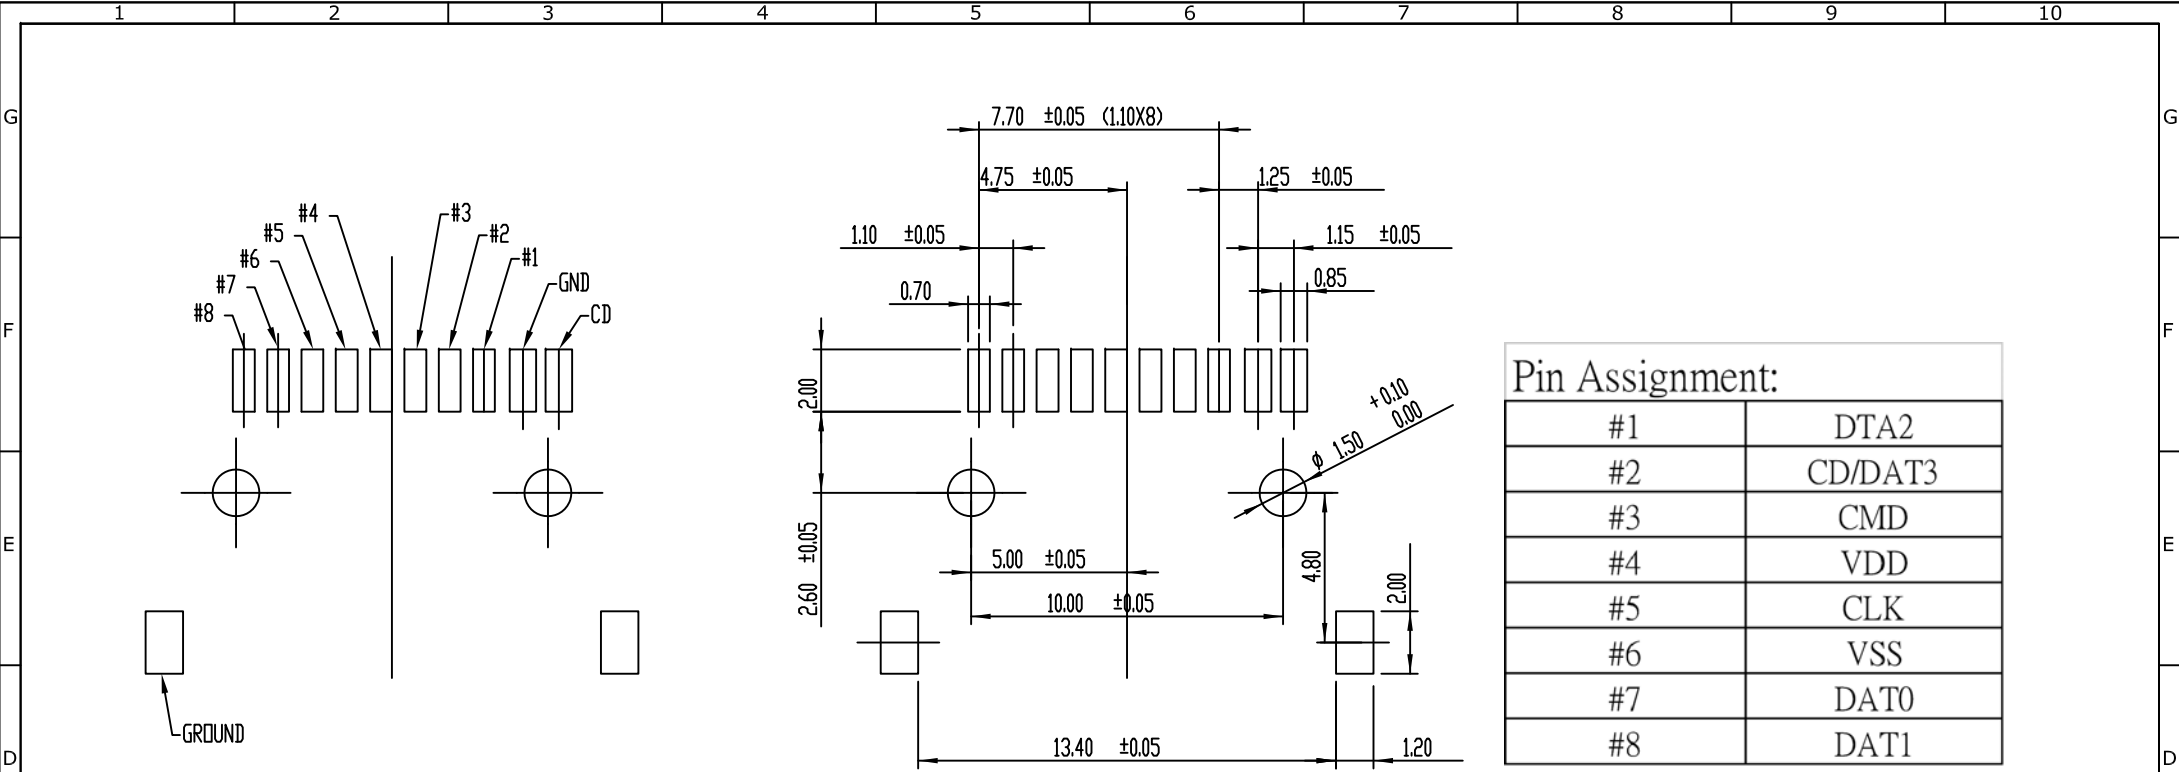 1 2 3 4 5 6 7 8 9 10
G G
7.70 ±0.05 (1.10X8)
4.75 ±0.05 1.25 ±0.05
#4 #3
#5 #2
1.10 ±0.05 1.15 ±0.05
#6 #1
#7 GND
0.70 0.85
#8 CD
F F
2.00
ø 1.50 +0.10
0.00
Pin Assignment:
#1 DTA2
#2 CD/DAT3
#3 CMD
#4 VDD
#5 CLK
#6 VSS
#7 DAT0
#8 DAT1
E E
2.60 ±0.05
5.00 ±0.05
4.80
2.00
10.00 ±0.05
GROUND
13.40 ±0.05 1.20
D D